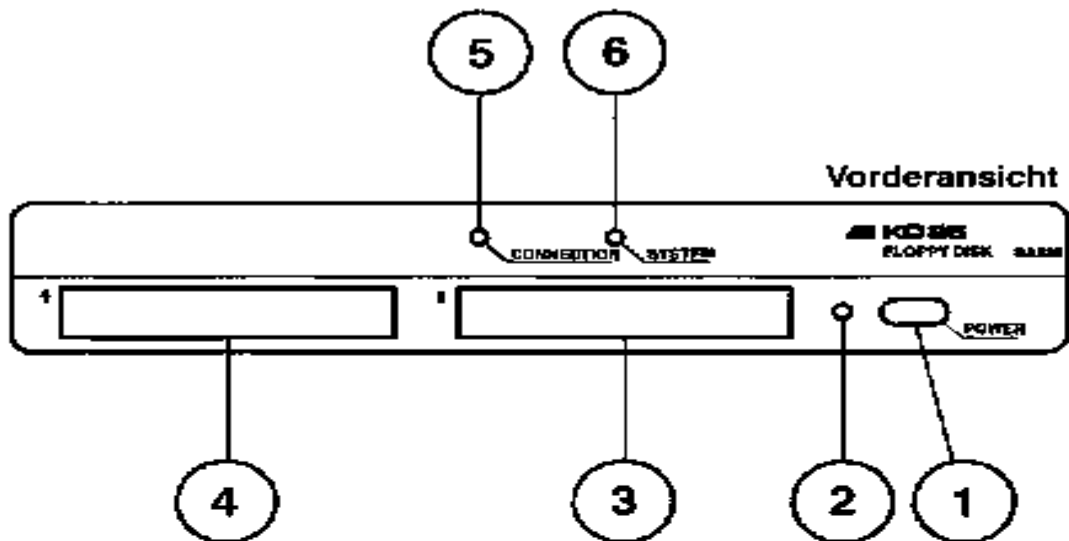 5 6
Vorderansicht
FLOPPY DISK
CONNECTION SYSTEM
POWER
4 3 2 1